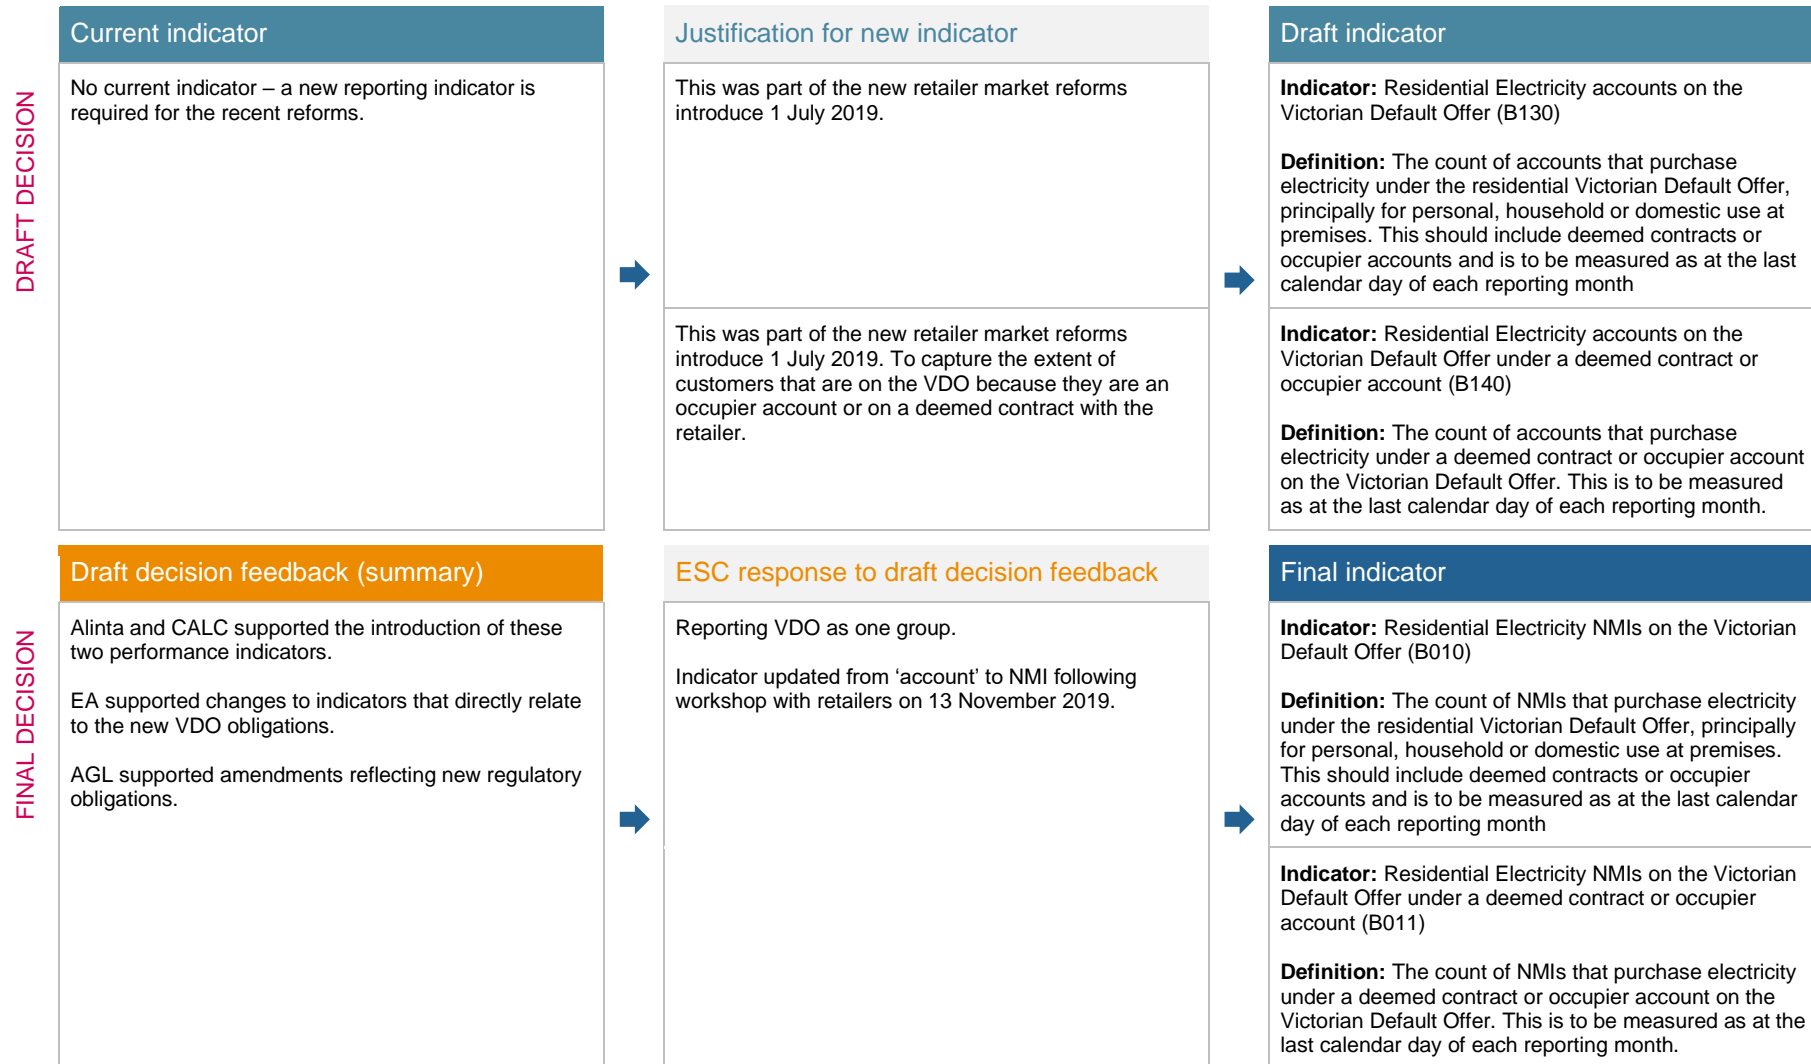 DRAFT DECISION
Current indicator
No current indicator – a new reporting indicator is
required for the recent reforms.
Justification for new indicator
This was part of the new retailer market reforms
introduce 1 July 2019.
This was part of the new retailer market reforms
introduce 1 July 2019. To capture the extent of
customers that are on the VDO because they are an
occupier account or on a deemed contract with the
retailer.
Draft indicator
Indicator: Residential Electricity accounts on the
Victorian Default Offer (B130)
Definition: The count of accounts that purchase
electricity under the residential Victorian Default Offer,
principally for personal, household or domestic use at
premises. This should include deemed contracts or
occupier accounts and is to be measured as at the last
calendar day of each reporting month
Indicator: Residential Electricity accounts on the
Victorian Default Offer under a deemed contract or
occupier account (B140)
Definition: The count of accounts that purchase
electricity under a deemed contract or occupier account
on the Victorian Default Offer. This is to be measured
as at the last calendar day of each reporting month.
FINAL DECISION
Draft decision feedback (summary)
Alinta and CALC supported the introduction of these
two performance indicators.
EA supported changes to indicators that directly relate
to the new VDO obligations.
AGL supported amendments reflecting new regulatory
obligations.
ESC response to draft decision feedback
Reporting VDO as one group.
Indicator updated from ‘account’ to NMI following
workshop with retailers on 13 November 2019.
Final indicator
Indicator: Residential Electricity NMIs on the Victorian
Default Offer (B010)
Definition: The count of NMIs that purchase electricity
under the residential Victorian Default Offer, principally
for personal, household or domestic use at premises.
This should include deemed contracts or occupier
accounts and is to be measured as at the last calendar
day of each reporting month
Indicator: Residential Electricity NMIs on the Victorian
Default Offer under a deemed contract or occupier
account (B011)
Definition: The count of NMIs that purchase electricity
under a deemed contract or occupier account on the
Victorian Default Offer. This is to be measured as at the
last calendar day of each reporting month.